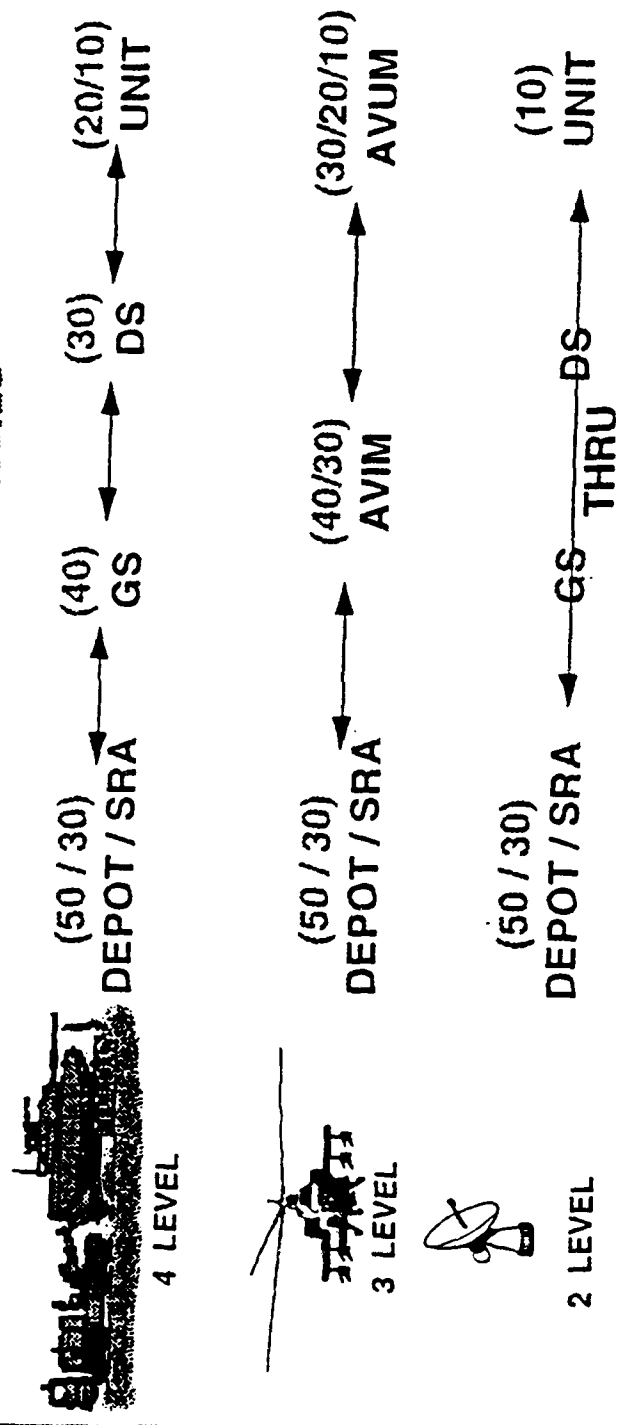 (50 / 30) (40) (30) (20/10)
DEPOT / SRA GS DS UNIT
4 LEVEL
(50 / 30) (40/30) (30/20/10)
DEPOT / SRA AVIM AVUM
3 LEVEL
(50 / 30) (10)
DEPOT / SRA GS DS UNIT
THRU
2 LEVEL